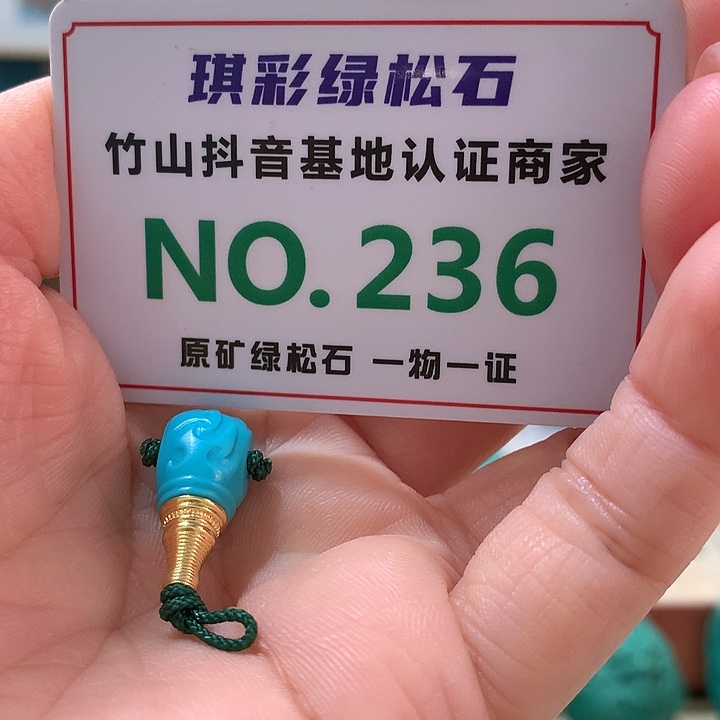 琪彩绿松石
竹山抖音基地认证商家
NO.236
原矿绿松石 一物一证